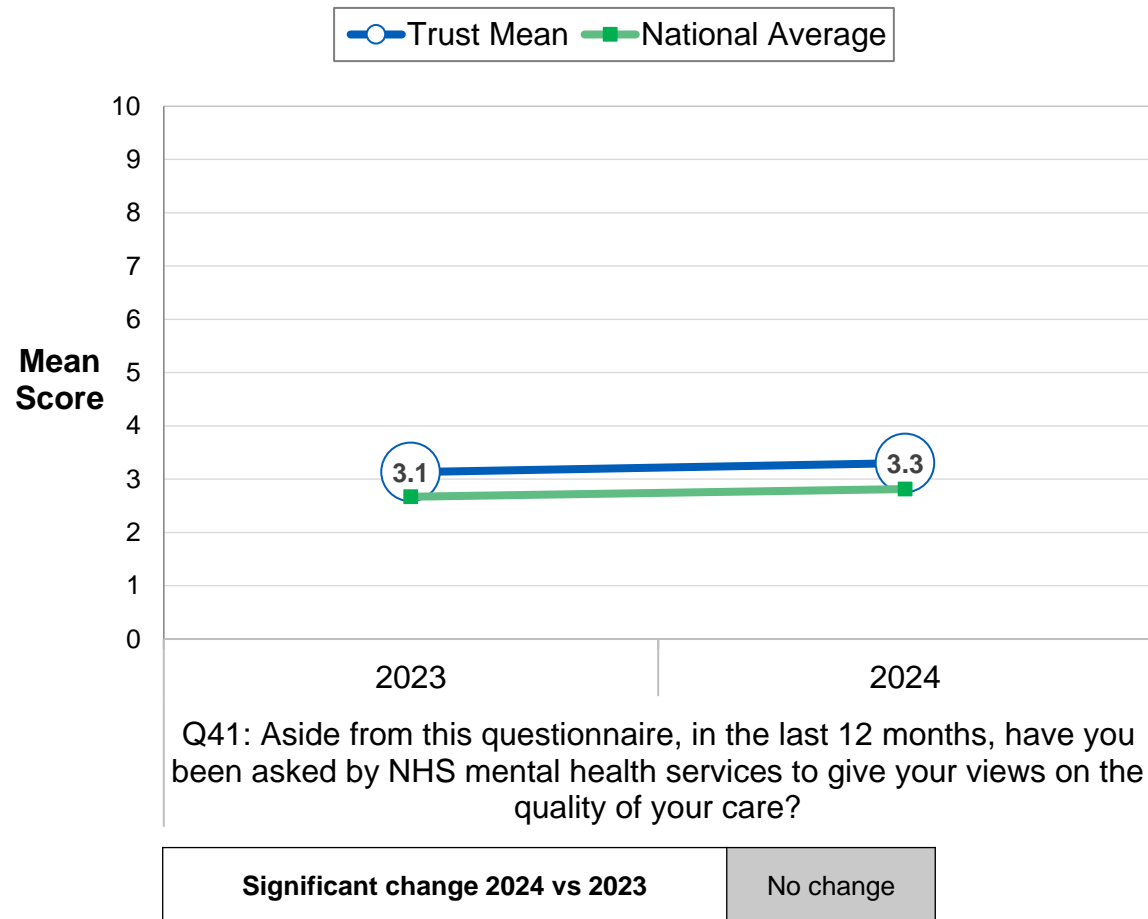 Trust Mean National Average
10
9
8
7
6
5
4
3
2
1
0
Mean
Score
3.1
3.3
2023 2024
Q41: Aside from this questionnaire, in the last 12 months, have you
been asked by NHS mental health services to give your views on the
quality of your care?
Significant change 2024 vs 2023 No change